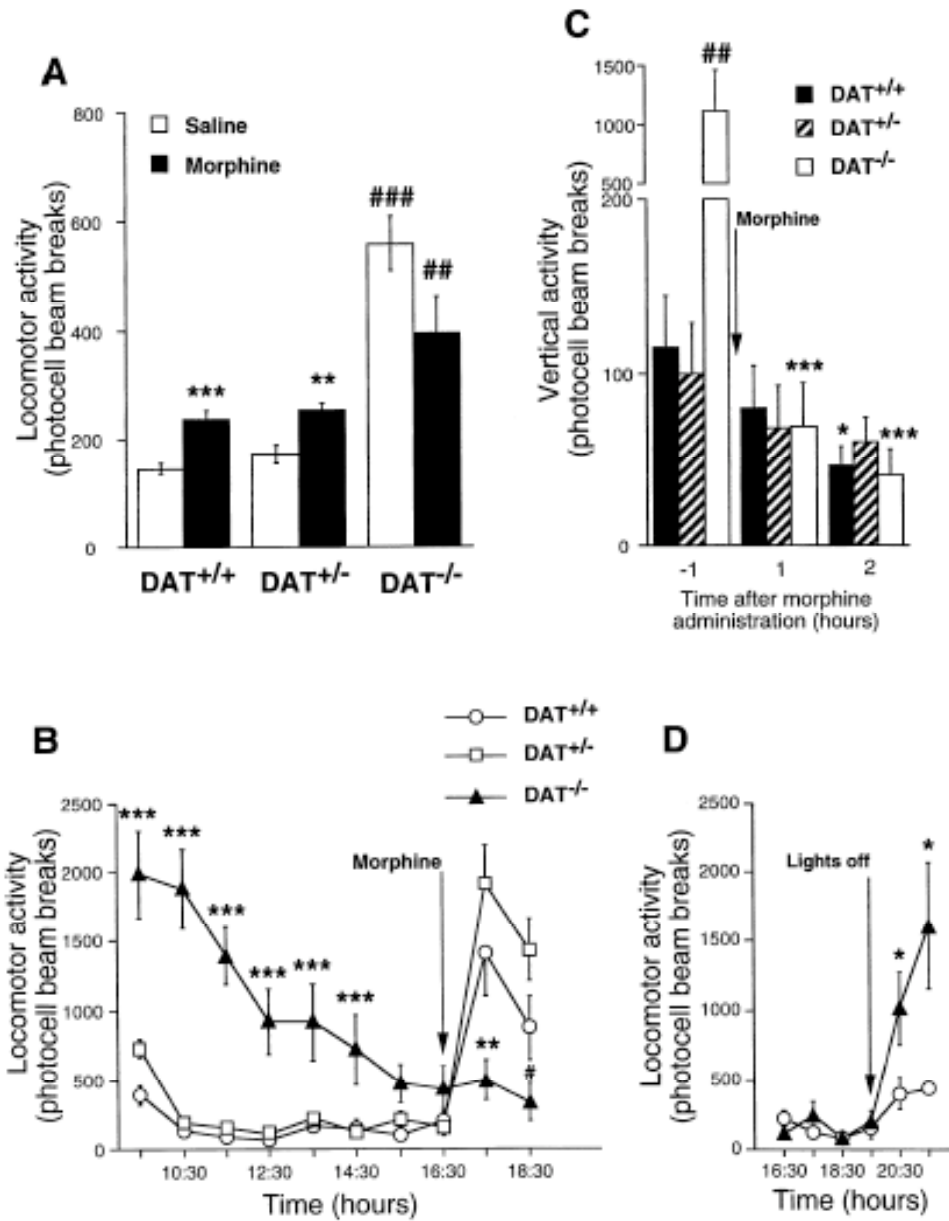 A
800
600
400
200
0
Locomotor activity
(photocell beam breaks)
Saline
Morphine
***
**
###
##
DAT+/+
DAT+/-
DAT-/-
C
1500
1000
500
200
100
0
Vertical activity
(photocell beam breaks)
##
DAT+/+
DAT+/-
DAT-/-
Morphine
***
*
***
-1
1
2
Time after morphine
administration (hours)
B
DAT+/+
DAT+/-
DAT-/-
2500
2000
1500
1000
500
0
Locomotor activity
(photocell beam breaks)
***
***
***
***
***
***
Morphine
**
#
10:30
12:30
14:30
16:30
18:30
Time (hours)
D
2500
2000
1500
1000
500
0
Locomotor activity
(photocell beam breaks)
Lights off
*
*
16:30
18:30
20:30
Time (hours)